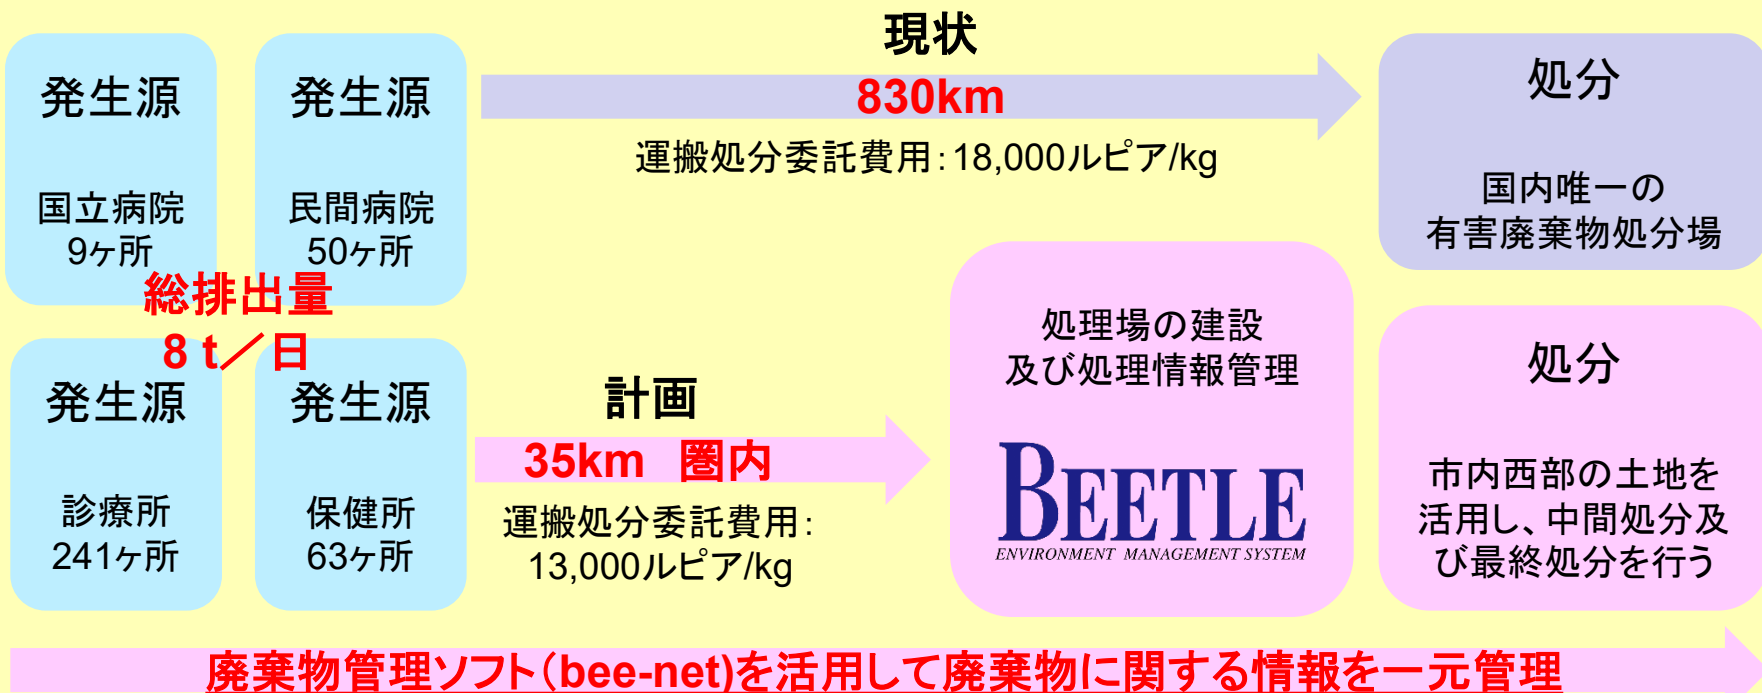 現状
830km
運搬処分委託費用：18,000ルピア/kg
発生源
国立病院
9ヶ所
発生源
民間病院
50ヶ所
処分
国内唯一の
有害廃棄物処分場
総排出量
8 t／日
発生源
診療所
241ヶ所
発生源
保健所
63ヶ所
計画
35km　圏内
運搬処分委託費用：
13,000ルピア/kg
処理場の建設
及び処理情報管理
BEETLE
ENVIRONMENT MANAGEMENT SYSTEM
処分
市内西部の土地を
活用し、中間処分及
び最終処分を行う
廃棄物管理ソフト（bee-net)を活用して廃棄物に関する情報を一元管理